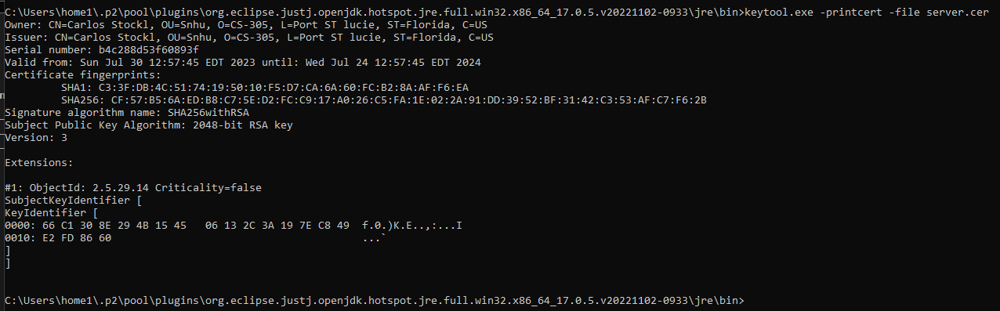 C:\Users\home1\.p2\pool\plugins\org.eclipse.justj.openjdk.hotspot.jre.full.win32.x86_64_17.0.5.v20221102-0933\jre\bin>keytool.exe -printcert -file server.cer
Owner: CN=Carlos Stockl, OU=Snhu, O=CS-305, L=Port ST lucie, ST=Florida, C=US
Issuer: CN=Carlos Stockl, OU=Snhu, O=CS-305, L=Port ST lucie, ST=Florida, C=US
Serial number: b4c288d53f60893f
Valid from: Sun Jul 30 12:57:45 EDT 2023 until: Wed Jul 24 12:57:45 EDT 2024
Certificate fingerprints:
         SHA1: C3:3F:DB:4C:51:74:19:50:10:F5:D7:CA:6A:60:FC:B2:8A:AF:F6:EA
         SHA256: CF:57:B5:6A:ED:B8:C7:5E:D2:FC:C9:17:A0:26:C5:FA:1E:02:2A:91:DD:39:52:BF:31:42:C3:53:AF:C7:F6:2B
Signature algorithm name: SHA256withRSA
Subject Public Key Algorithm: 2048-bit RSA key
Version: 3
Extensions:
#1: ObjectId: 2.5.29.14 Criticality=false
SubjectKeyIdentifier [
KeyIdentifier [
0000: 66 C1 30 8E 29 4B 15 45   06 13 2C 3A 19 7E C8 49  f.0.)K.E..,:...I
0010: E2 FD 86 60                                        ...`
]
]
C:\Users\home1\.p2\pool\plugins\org.eclipse.justj.openjdk.hotspot.jre.full.win32.x86_64_17.0.5.v20221102-0933\jre\bin>